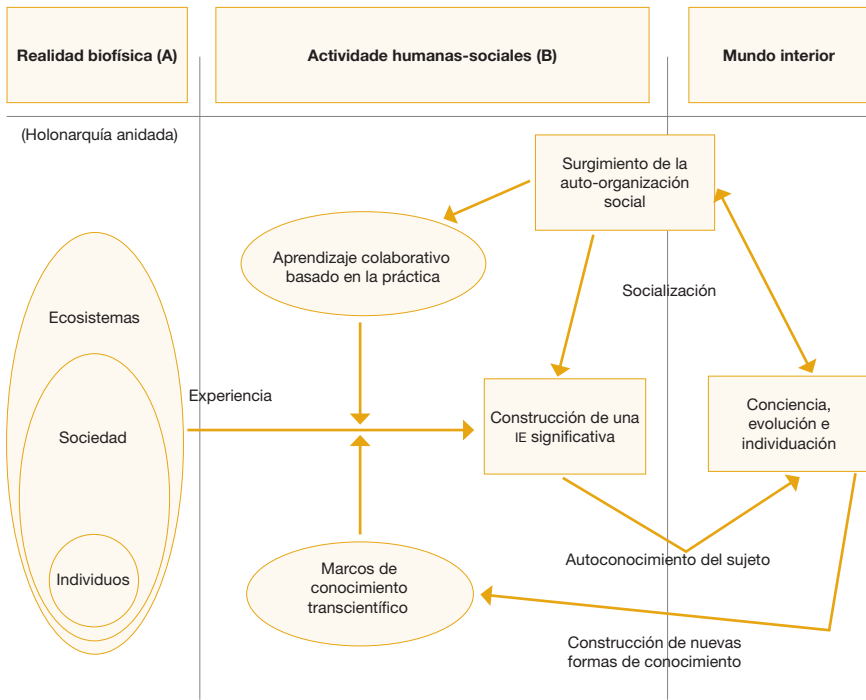 Realidad biofísica (A)
Actividade humanas-sociales (B)
Mundo interior
(Holonarquía anidada)
Surgimiento de la
auto-organización
social
Aprendizaje colaborativo
basado en la práctica
Socialización
Ecosistemas
Experiencia
Sociedad
Construcción de una
IE significativa
Conciencia,
evolución e
individuación
Autoconocimiento del sujeto
Individuos
Marcos de
conocimiento
transcientífico
Construcción de nuevas
formas de conocimiento